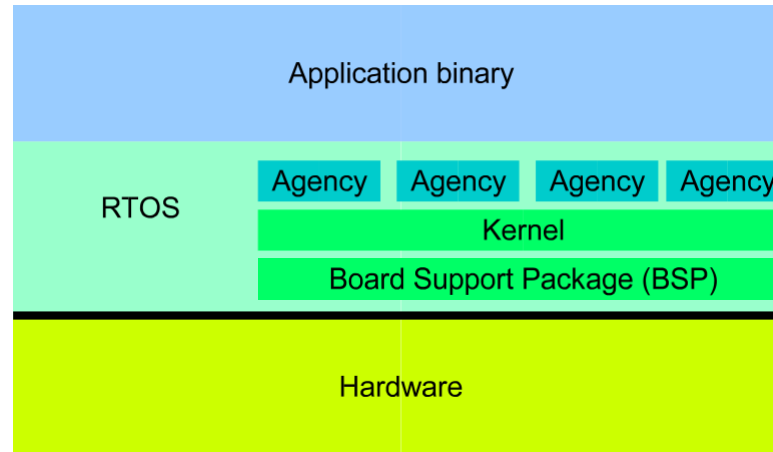 Application binary
RTOS
Agency Agency Agency Agency
Kernel
Board Support Package (BSP)
Hardware